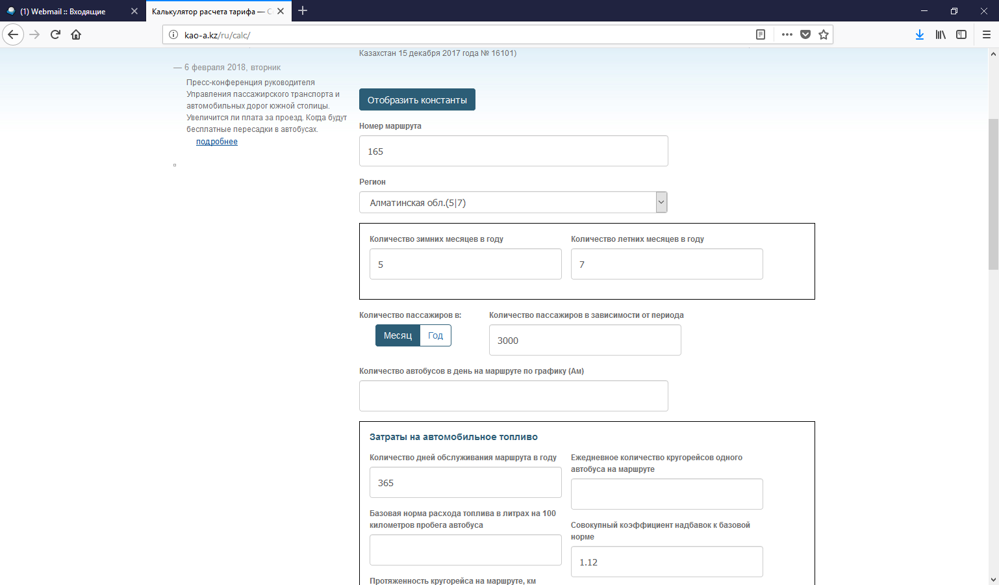 (1) Webmail :: Входящие
Калькулятор расчета тарифа — С
kao-a.kz/ru/calc/
Казахстан 15 декабря 2017 года № 16101)
— 6 февраля 2018, вторник
Пресс-конференция руководителя
Управления пассажирского транспорта и
автомобильных дорог южной столицы.
Увеличится ли плата за проезд. Когда будут
бесплатные пересадки в автобусах.
подробнее
Отобразить константы
Номер маршрута
165
Регион
Алматинская обл.(5|7)
Количество зимних месяцев в году
Количество летних месяцев в году
5
7
Количество пассажиров в:
Количество пассажиров в зависимости от периода
Месяц
Год
3000
Количество автобусов в день на маршруте по графику (Ам)
Затраты на автомобильное топливо
Количество дней обслуживания маршрута в году
365
Ежедневное количество кругорейсов одного
автобуса на маршруте
Базовая норма расхода топлива в литрах на 100
километров пробега автобуса
Совокупный коэффициент надбавок к базовой
норме
1.12
Протяженность кругорейса на маршруте, км